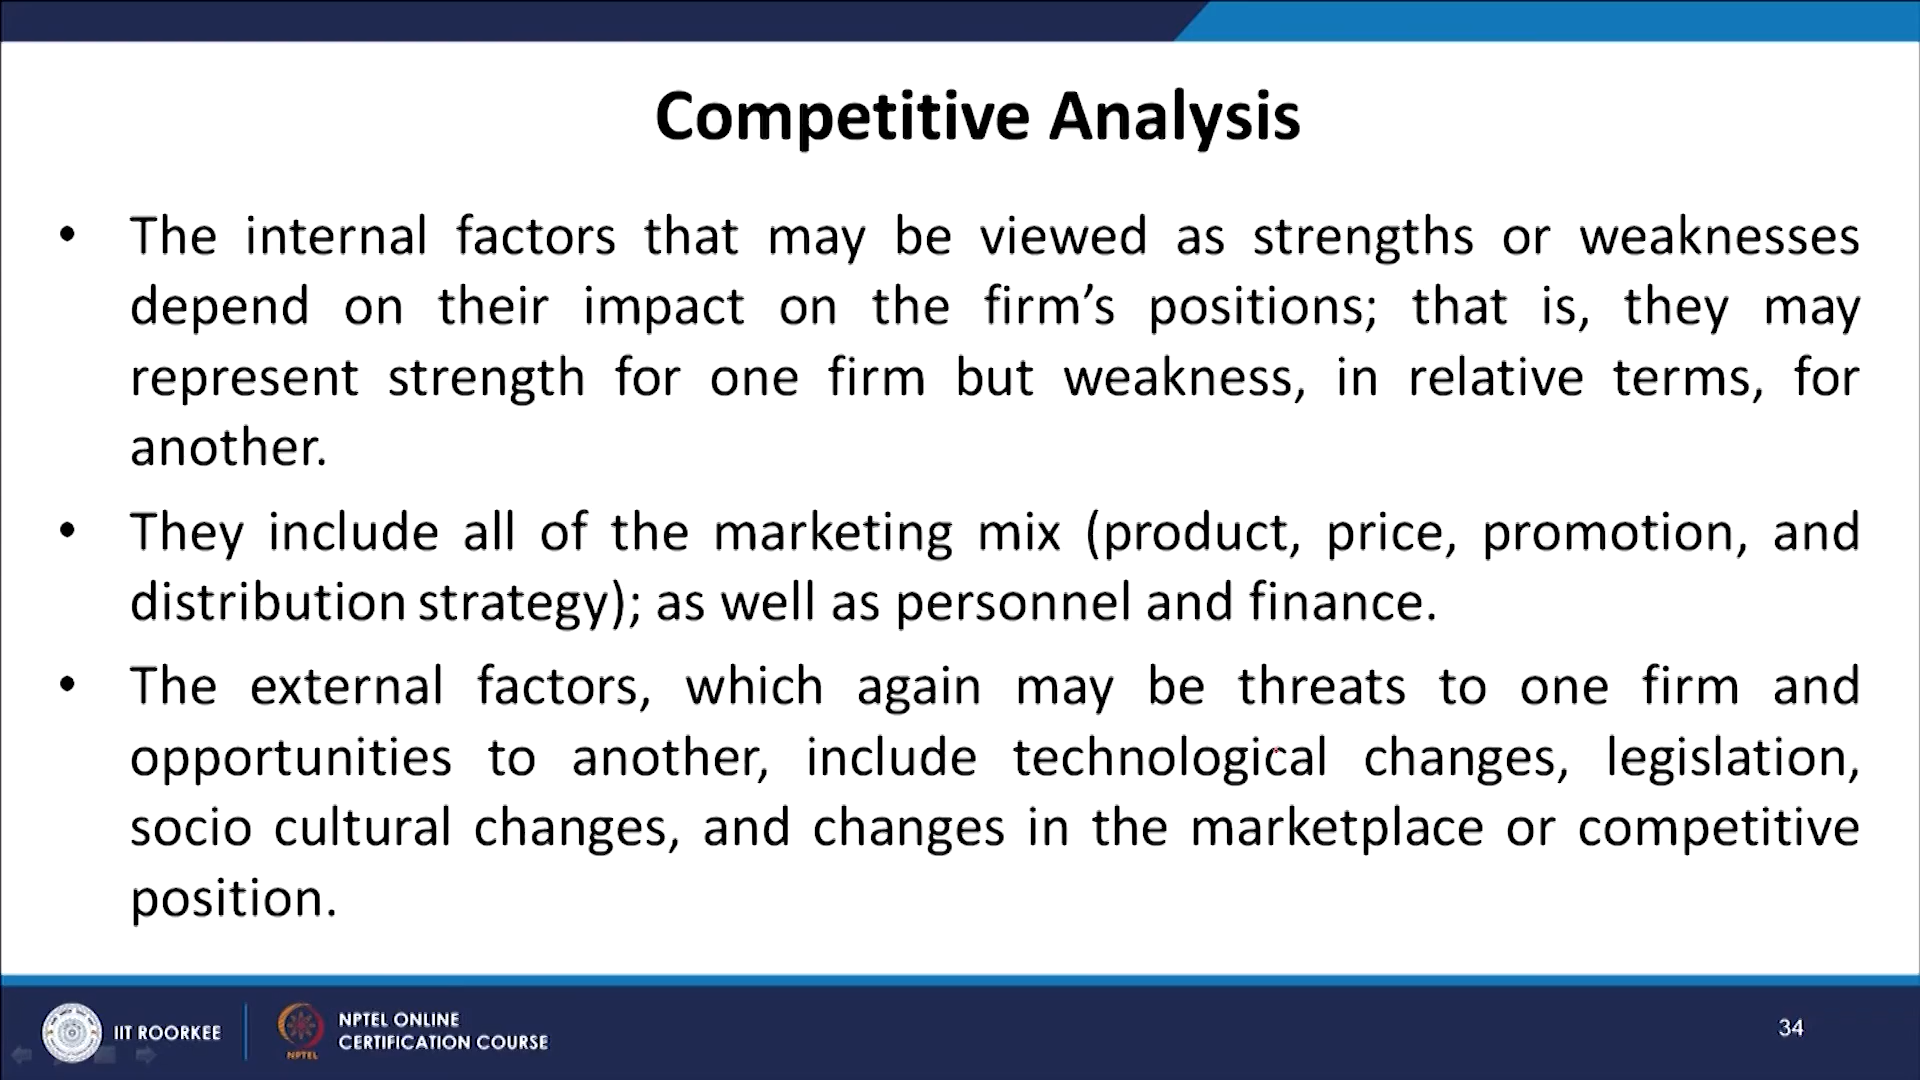 Competitive Analysis
• The internal factors that may be viewed as strengths or weaknesses
depend on their impact on the firm’s positions; that is, they may
represent strength for one firm but weakness, in relative terms, for
another.
• They include all of the marketing mix (product, price, promotion, and
distribution strategy); as well as personnel and finance.
• The external factors, which again may be threats to one firm and
opportunities to another, include technological changes, legislation,
socio cultural changes, and changes in the marketplace or competitive
position.
IIT ROORKEE
NPTEL
NPTEL ONLINE
CERTIFICATION COURSE
34